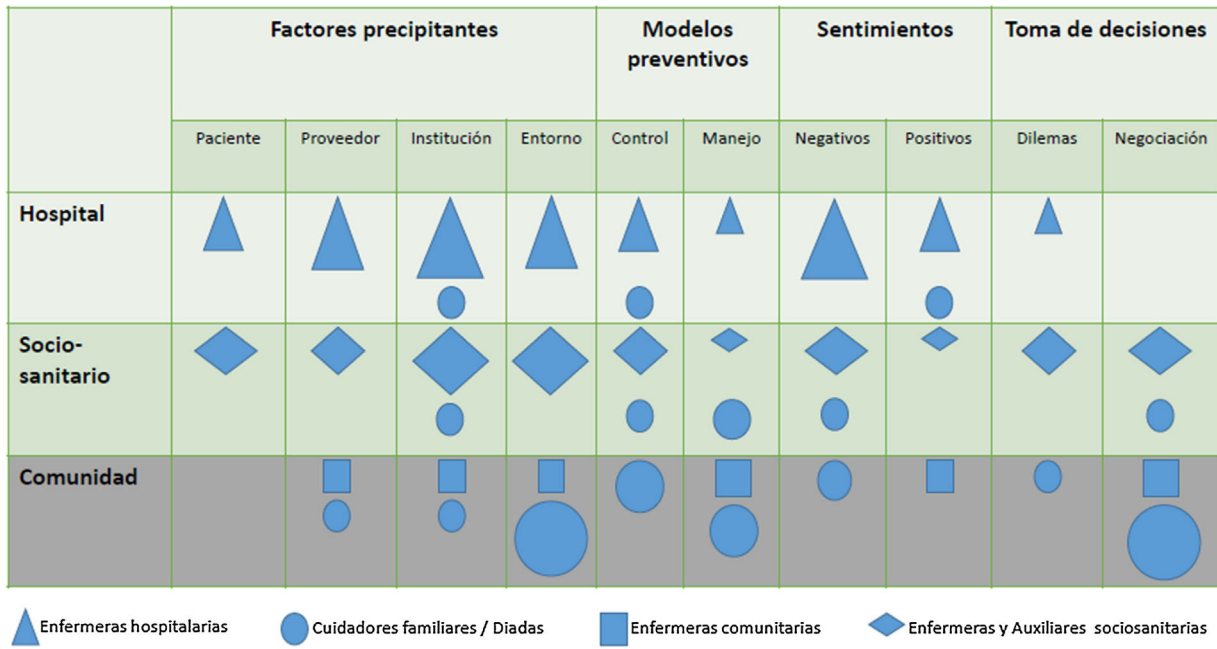 Factores precipitantes
Modelos
preventivos
Sentimientos
Toma de decisiones
Paciente
Proveedor
Institución
Entorno
Control
Manejo
Negativos
Positivos
Dilemas
Negociación
Hospital
Socio-
sanitario
Comunidad
Enfermeras hospitalarias
Cuidadores familiares / Diadas
Enfermeras comunitarias
Enfermeras y Auxiliares sociosanitarias